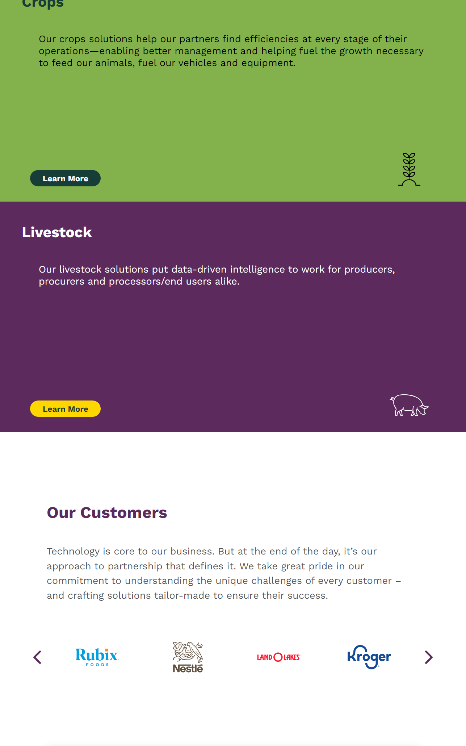 Crops
Our crops solutions help our partners find efficiencies at every stage of their
operations—enabling better management and helping fuel the growth necessary
to feed our animals, fuel our vehicles and equipment.
Learn More
Livestock
Our livestock solutions put data-driven intelligence to work for producers,
procurers and processors/end users alike.
Learn More
Our Customers
Technology is core to our business. But at the end of the day, it's our
approach to partnership that defines it. We take great pride in our
commitment to understanding the unique challenges of every customer –
and crafting solutions tailor-made to ensure their success.
Rubix
FOODS
Nestlē
LAND O LAKES
Kroger